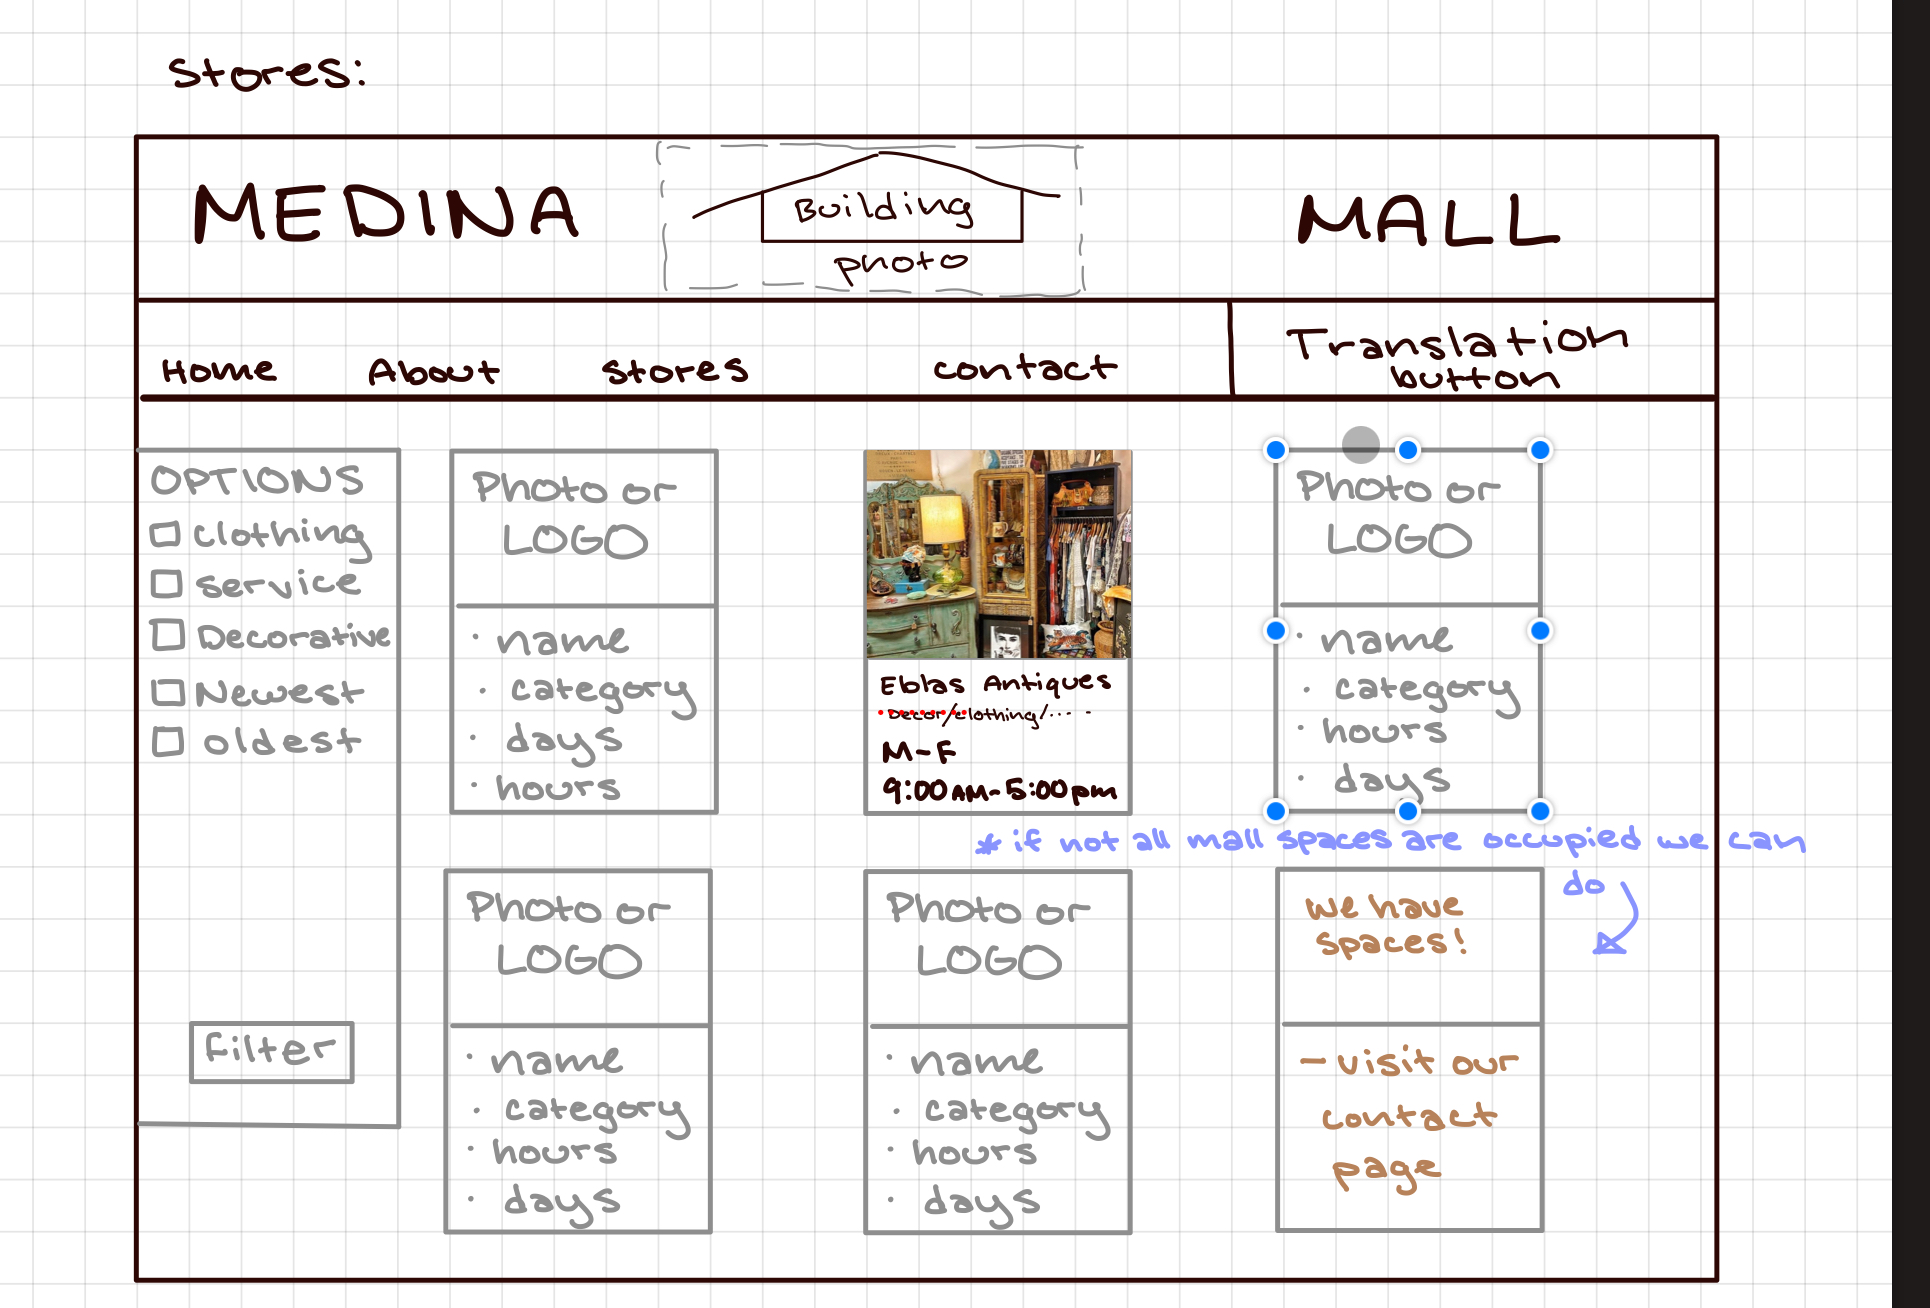 Stores:
MEDINA
Building
photo
MALL
Home About stores contact
Translation
button
OPTIONS
clothing
service
Decorative
Newest
oldest
Filter
Photo or
LOGO
· name
· category
· days
· hours
Eblas Antiques
Decor/clothing/....
M-F
9:00AM-5:00pm
Photo or
LOGO
· name
· category
· hours
· days
* if not all mall spaces are occupied we can
do
Photo or
LOGO
· name
· category
· hours
· days
Photo or
LOGO
· name
· category
· hours
· days
we have
spaces!
- visit our
contact
page